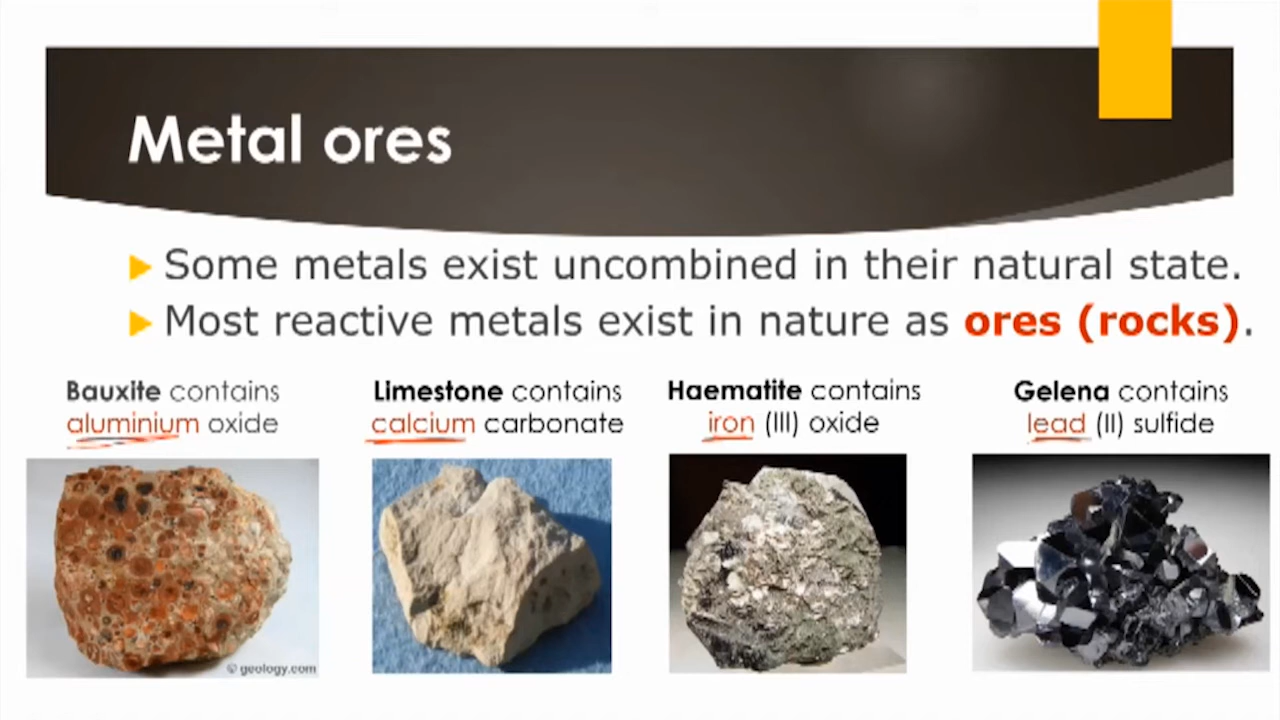 Metal ores
Some metals exist uncombined in their natural state.
Most reactive metals exist in nature as ores (rocks).
Bauxite contains
aluminium oxide
Limestone contains
calcium carbonate
Haematite contains
iron (III) oxide
Gelena contains
lead (II) sulfide
© geology.com